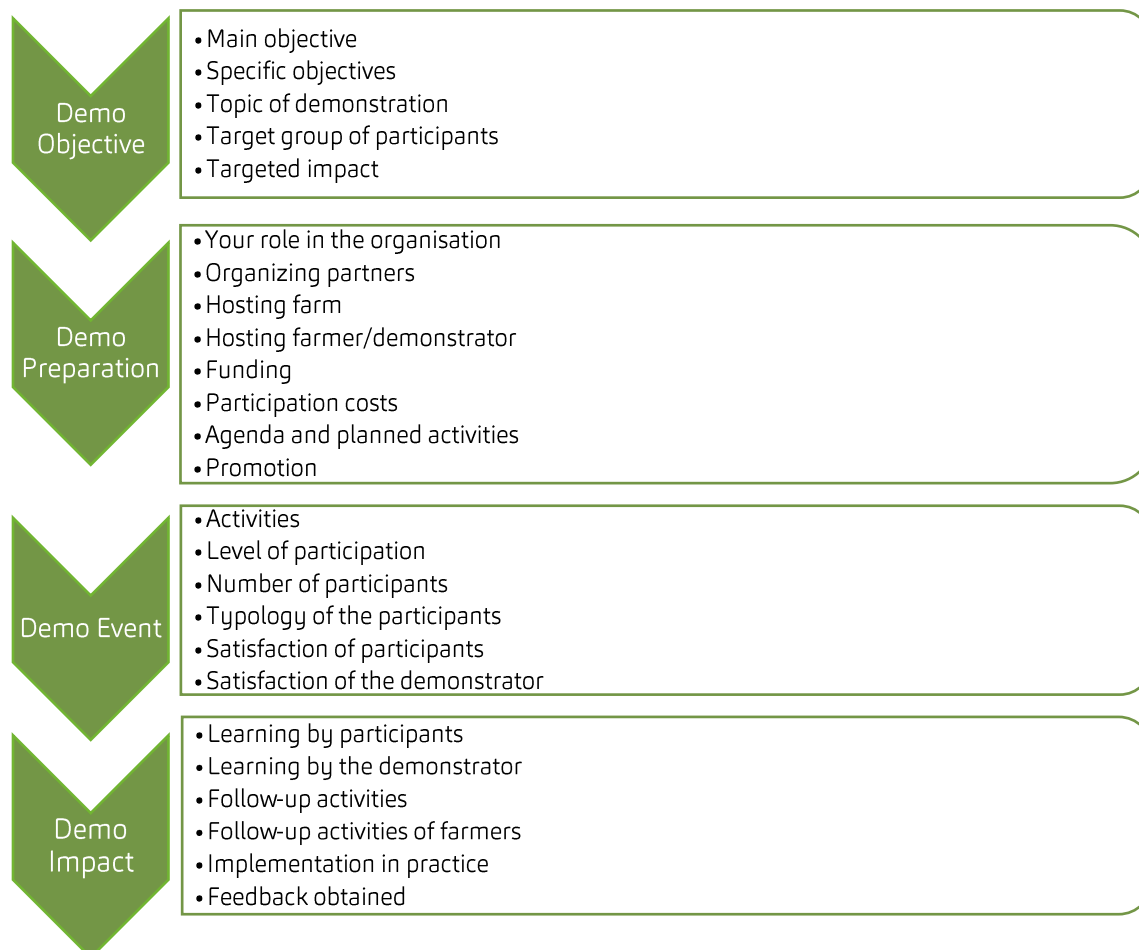 Demo
Objective
• Main objective
• Specific objectives
• Topic of demonstration
• Target group of participants
• Targeted impact
Demo
Preparation
• Your role in the organisation
• Organizing partners
• Hosting farm
• Hosting farmer/demonstrator
• Funding
• Participation costs
• Agenda and planned activities
• Promotion
Demo Event
• Activities
• Level of participation
• Number of participants
• Typology of the participants
• Satisfaction of participants
• Satisfaction of the demonstrator
Demo
Impact
• Learning by participants
• Learning by the demonstrator
• Follow-up activities
• Follow-up activities of farmers
• Implementation in practice
• Feedback obtained